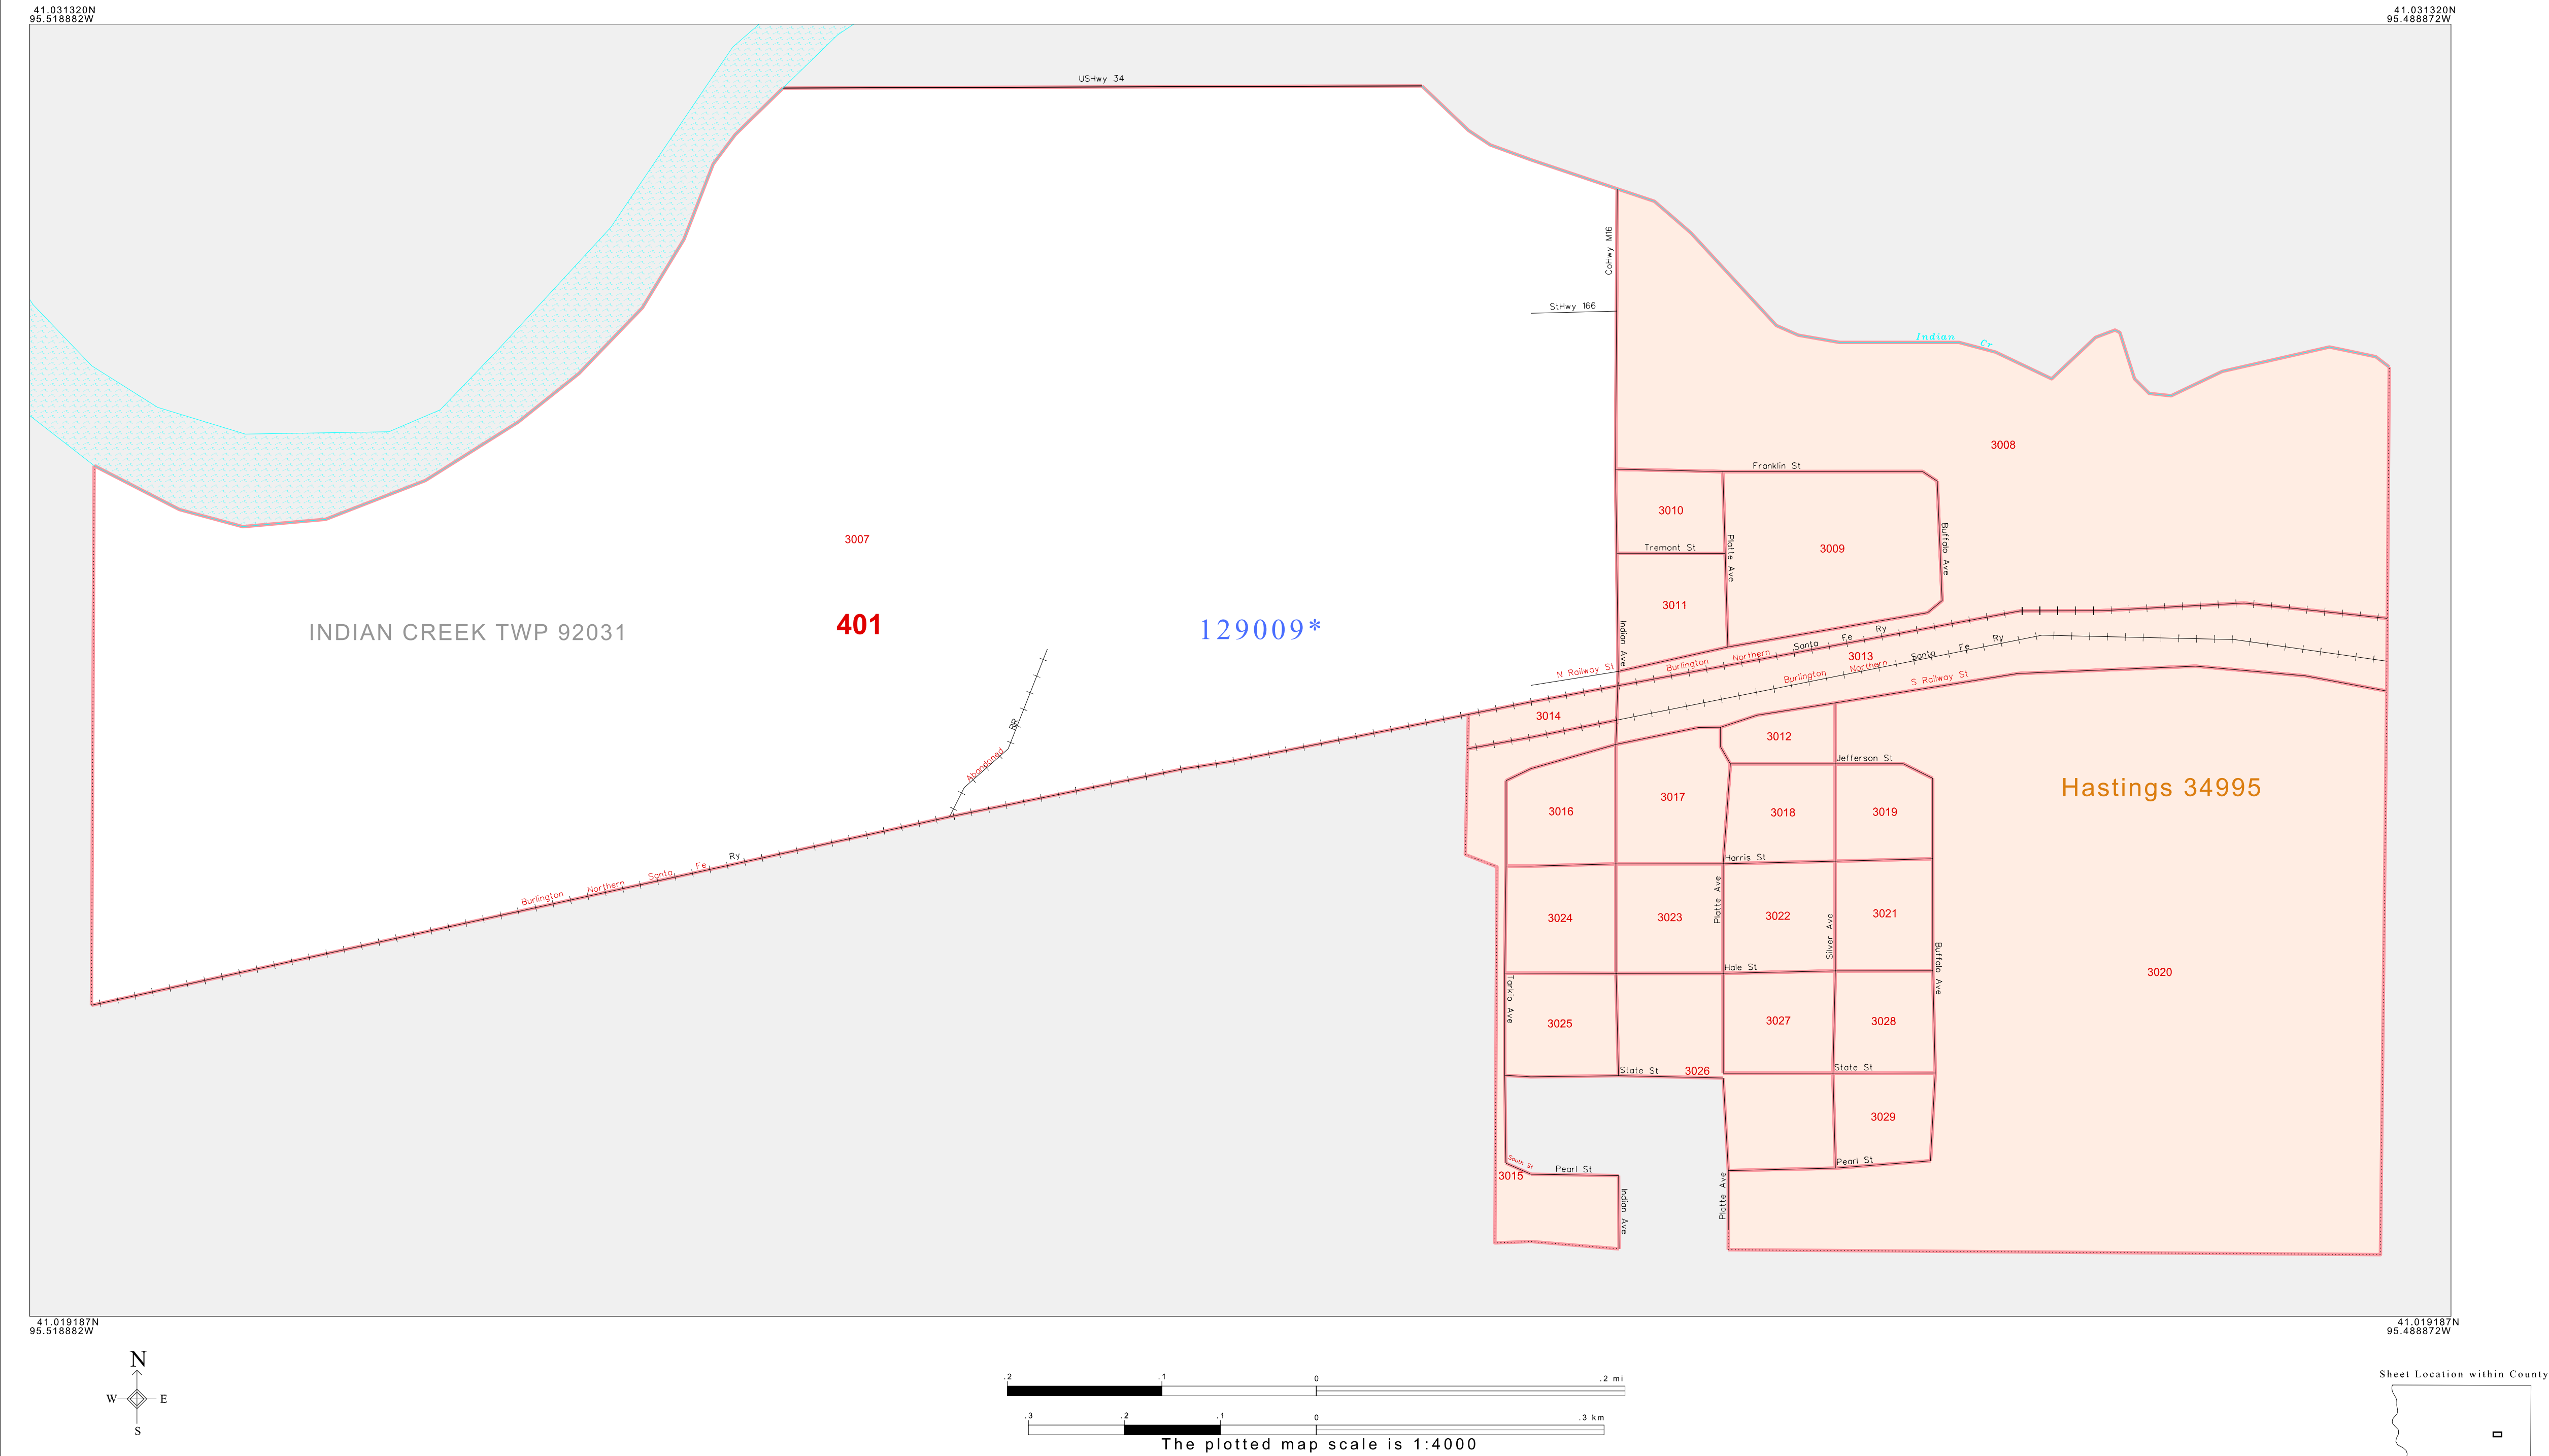 41.031320N
95.518882W
41.031320N
95.488872W
USHwy 34
CoHwy M16
StHwy 166
Indian Cr
3008
Franklin St
3010
Tremont St
Platte Ave
3009
Buffalo Ave
3007
3011
INDIAN CREEK TWP 92031
401
129009*
Indian Ave
N Railway St
Burlington Northern Santa Fe Ry
3013
Burlington Northern Santa Fe Ry
S Railway St
3014
Abandoned RR
3012
Jefferson St
Hastings 34995
3016
3017
3018
3019
Harris St
Burlington Northern Santa Fe Ry
Platte Ave
Silver Ave
3024
3023
3022
3021
Hale St
Buffalo Ave
3020
Tarkio Ave
3025
3027
3028
State St
3026
State St
3029
South St
3015
Pearl St
Pearl St
Indian Ave
Platte Ave
41.019187N
95.518882W
41.019187N
95.488872W
N
W
E
S
.2
.1
0
.2 mi
.3
.2
.1
0
.3 km
The plotted map scale is 1:4000
Sheet Location within County